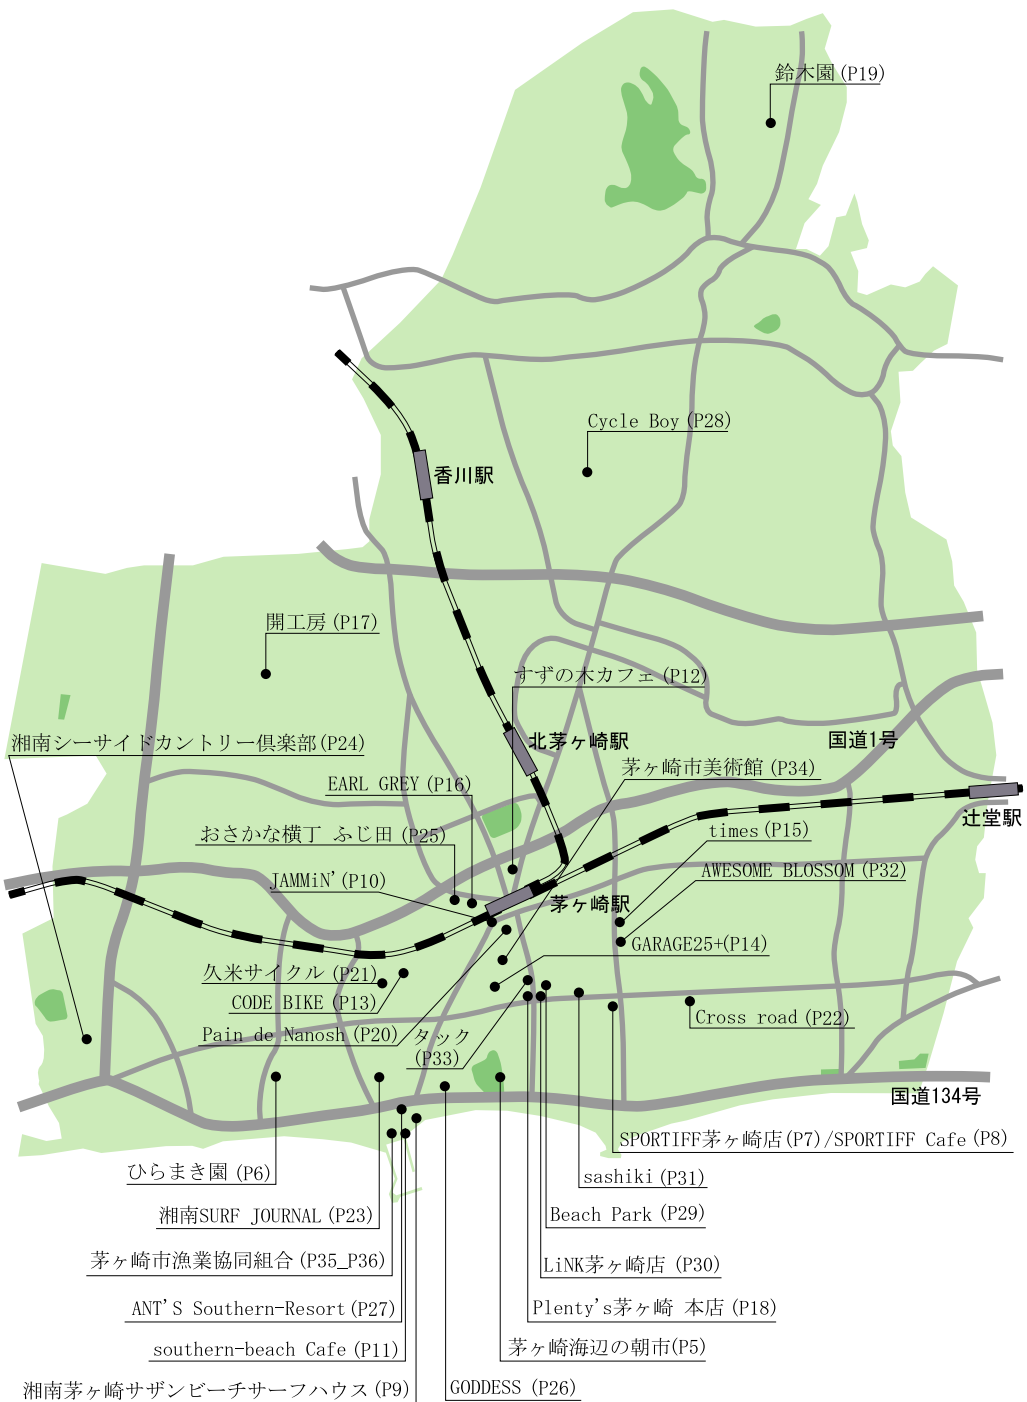 鈴木園(P19)
Cycle Boy(P28)
香川駅
開工房(P17)
すずの木カフェ(P12)
湘南シーサイドカントリー倶楽部(P24)
北茅ヶ崎駅
国道1号
茅ヶ崎市美術館(P34)
EARL GREY(P16)
辻堂駅
おさかな横丁 ふじ田(P25)
times(P15)
JAMMiN'(P10)
AWESOME BLOSSOM(P32)
茅ヶ崎駅
GARAGE25+(P14)
久米サイクル(P21)
CODE BIKE(P13)
Cross road(P22)
Pain de Nanosh(P20)
タック
(P33)
国道134号
SPORTIFF茅ヶ崎店(P7)/SPORTIFF Cafe(P8)
ひらまき園(P6)
sashiki(P31)
湘南SURF JOURNAL(P23)
Beach Park(P29)
茅ヶ崎市漁業協同組合(P35_P36)
LiNK茅ヶ崎店 (P30)
ANT'S Southern-Resort(P27)
Plenty's茅ヶ崎 本店(P18)
southern-beach Cafe(P11)
茅ヶ崎海辺の朝市(P5)
湘南茅ヶ崎サザンビーチサーフハウス(P9)
GODDESS (P26)